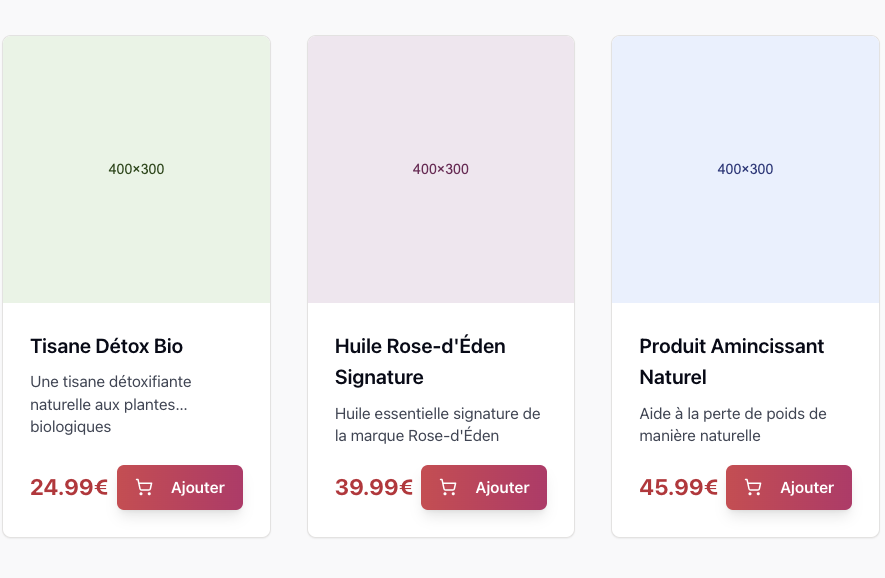 400×300
400×300
400×300
Tisane Détox Bio
Une tisane détoxifiante
naturelle aux plantes...
biologiques
24.99€
Ajouter
Huile Rose-d'Éden
Signature
Huile essentielle signature de
la marque Rose-d'Éden
39.99€
Ajouter
Produit Amincissant
Naturel
Aide à la perte de poids de
manière naturelle
45.99€
Ajouter